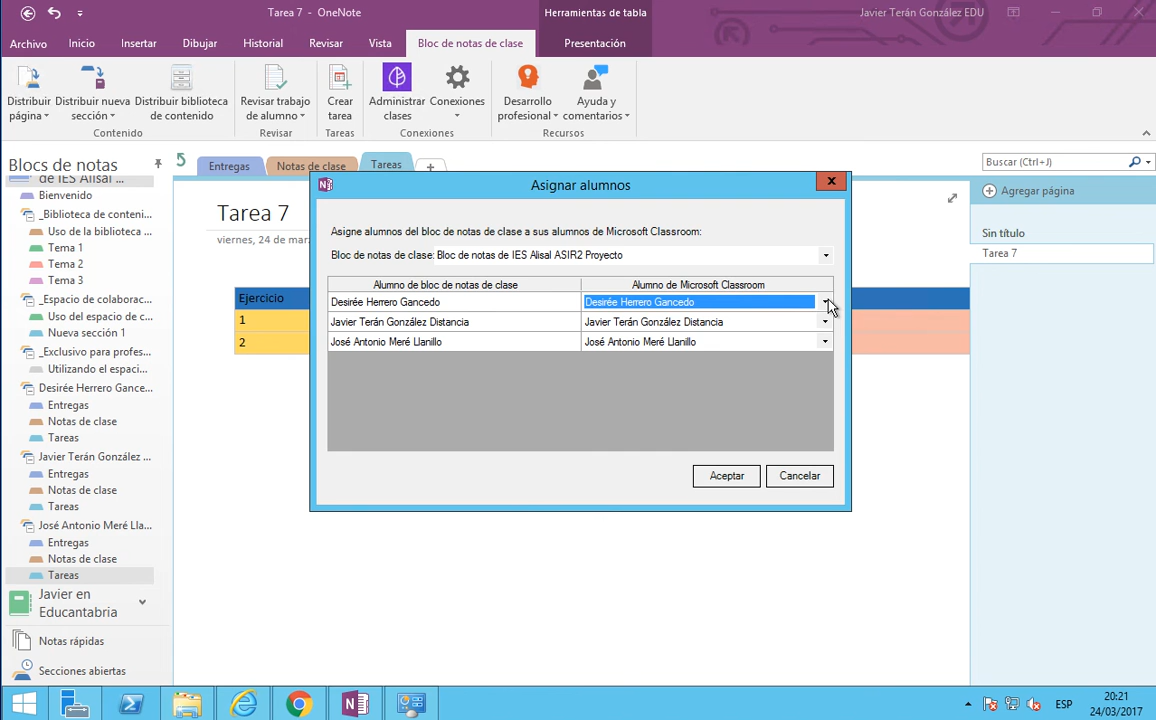 Tarea 7 - OneNote
Herramientas de tabla
Javier Terán González EDU
Archivo Inicio Insertar Dibujar Historial Revisar Vista Bloc de notas de clase Presentación
Distribuir página
Distribuir nueva sección
Distribuir biblioteca de contenido
Revisar trabajo de alumno
Crear tarea
Administrar clases
Conexiones
Desarrollo profesional
Ayuda y comentarios
Contenido Revisar Tareas Conexiones Recursos
Blocs de notas
Entregas Notas de clase Tareas
Buscar (Ctrl+J)
de IES Alisal ...
Bienvenido
_Biblioteca de conteni...
Uso de la biblioteca ...
Tema 1
Tema 2
Tema 3
_Espacio de colaborac...
Uso del espacio de c...
Nueva sección 1
_Exclusivo para profes...
Utilizando el espaci...
Desirée Herrero Gance...
Entregas
Notas de clase
Tareas
Javier Terán González ...
Entregas
Notas de clase
Tareas
José Antonio Meré Lla...
Entregas
Notas de clase
Tareas
Javier en
Educantabria
Notas rápidas
Secciones abiertas
Tarea 7
viernes, 24 de mar
Ejercicio
1
2
Asignar alumnos
Asigne alumnos del bloc de notas de clase a sus alumnos de Microsoft Classroom:
Bloc de notas de clase: Bloc de notas de IES Alisal ASIR2 Proyecto
Alumno de bloc de notas de clase Alumno de Microsoft Classroom
Desirée Herrero Gancedo Desirée Herrero Gancedo
Javier Terán González Distancia Javier Terán González Distancia
José Antonio Meré Llanillo José Antonio Meré Llanillo
Aceptar Cancelar
Agregar página
Sin título
Tarea 7
ESP
20:21
24/03/2017